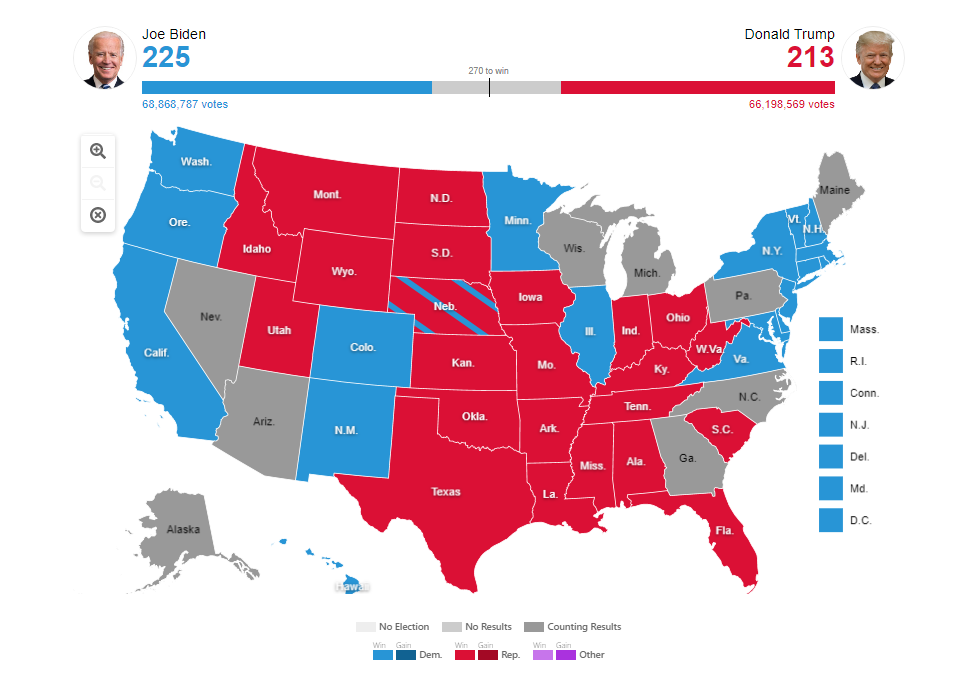 Joe Biden
Donald Trump
225
213
270 to win
68,868,787 votes
66,198,569 votes
Wash.
Ore.
Calif.
Nev.
Idaho
Mont.
Wyo.
Utah
Ariz.
Colo.
N.M.
N.D.
S.D.
Neb.
Kan.
Okla.
Texas
Minn.
Iowa
Mo.
Ark.
La.
Wis.
Ill.
Mich.
Ind.
Ohio
Ky.
Tenn.
Miss.
Ala.
Ga.
Fla.
S.C.
N.C.
Va.
W.Va.
Pa.
N.Y.
Vt.
N.H.
Maine
Alaska
Hawaii
Mass.
R.I.
Conn.
N.J.
Del.
Md.
D.C.
No Election No Results Counting Results
Win Gain Win Gain Win Gain
Dem. Rep. Other